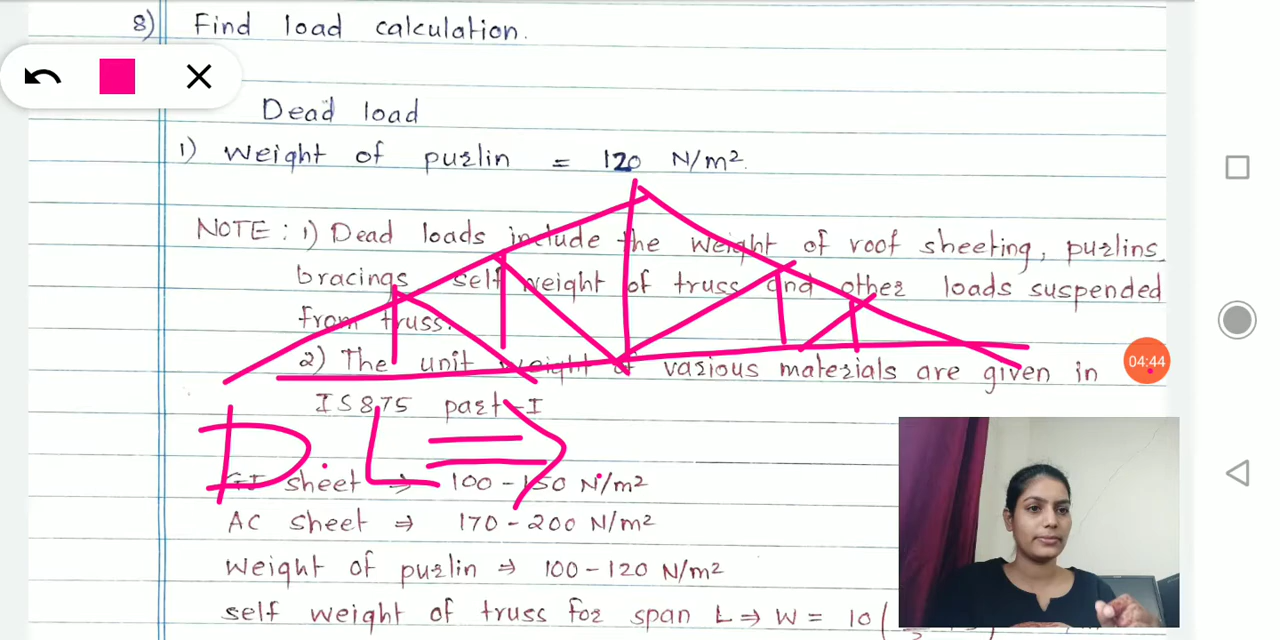 8) Find load calculation.
Dead load
1) Weight of purlin = 120 N/m².
NOTE: 1) Dead loads include the weight of roof sheeting, purlins
bracings self weight of truss and other loads suspended
from truss.
2) The unit weight of various materials are given in
IS875 part-I
DL ⇒
GI sheet ⇒ 100-150 N/m²
AC sheet ⇒ 170-200 N/m²
Weight of purlin ⇒ 100-120 N/m²
self weight of truss for span L ⇒ W = 10 (
04:44